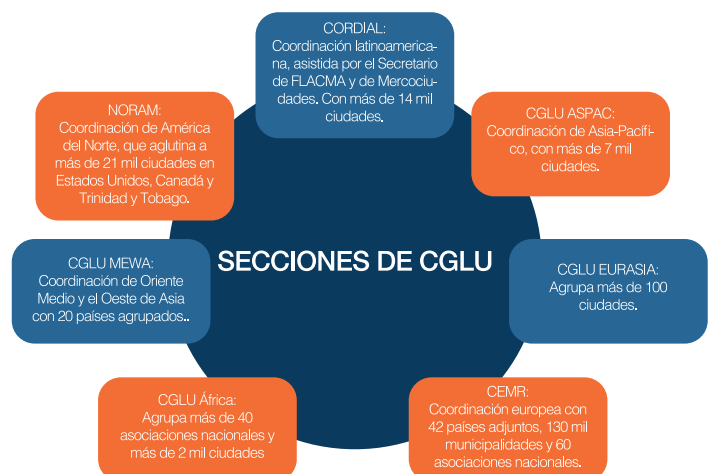 CORDIAL:
Coordinación latinoamerica-
na, asistida por el Secretario
de FLACMA y de Mercociu-
dades. Con más de 14 mil
ciudades.
NORAM:
Coordinación de América
del Norte, que aglutina a
más de 21 mil ciudades en
Estados Unidos, Canadá y
Trinidad y Tobago.
CGLU ASPAC:
Coordinación de Asia-Pacífi-
co, con más de 7 mil
ciudades.
SECCIONES DE CGLU
CGLU MEWA:
Coordinación de Oriente
Medio y el Oeste de Asia
con 20 países agrupados..
CGLU EURASIA:
Agrupa más de 100
ciudades.
CGLU África:
Agrupa más de 40
asociaciones nacionales y
más de 2 mil ciudades
CEMR:
Coordinación europea con
42 países adjuntos, 130 mil
municipalidades y 60
asociaciones nacionales.